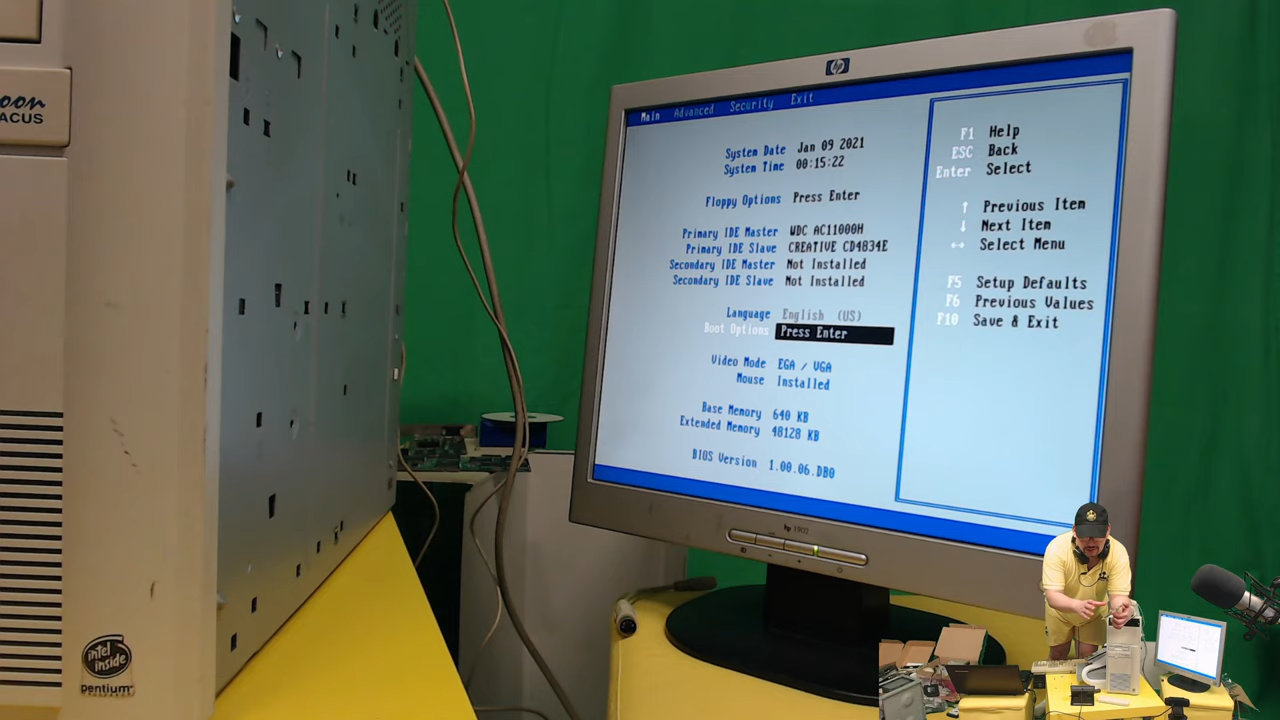 oon
ACUS
intel
inside
pentium
hp
Main Advanced Security Exit
System Date Jan 09 2021
System Time 00:15:22
Floppy Options Press Enter
Primary IDE Master WDC AC11000H
Primary IDE Slave CREATIVE CD4834E
Secondary IDE Master Not Installed
Secondary IDE Slave Not Installed
Language English (US)
Boot Options Press Enter
Video Mode EGA / VGA
Mouse Installed
Base Memory 640 KB
Extended Memory 48128 KB
BIOS Version 1.00.06.DB0
F1 Help
ESC Back
Enter Select
↑ Previous Item
↓ Next Item
↔ Select Menu
F5 Setup Defaults
F6 Previous Values
F10 Save & Exit
hp